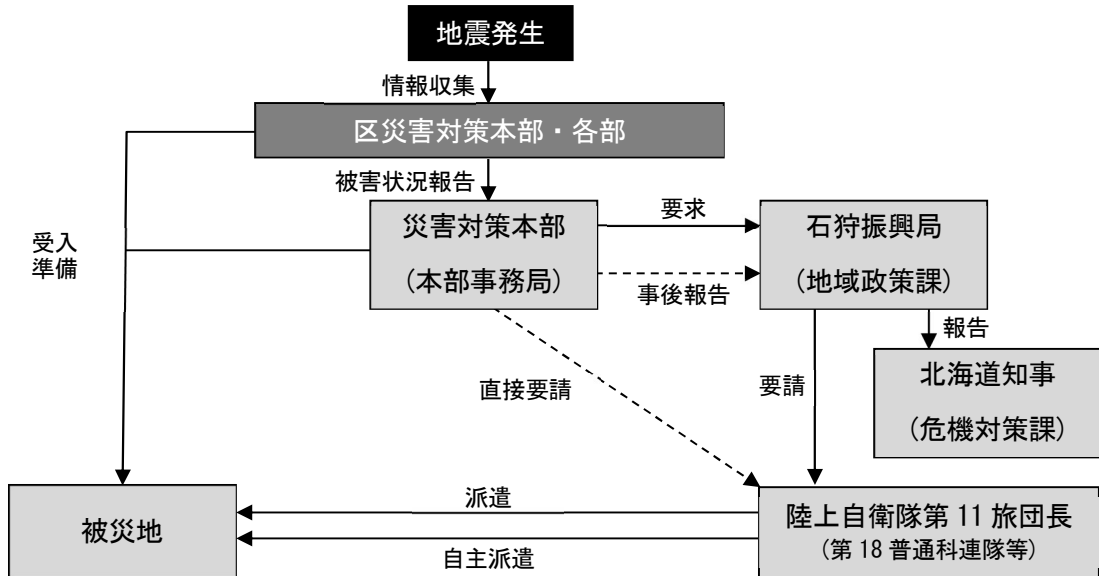 地震発生
情報収集
区災害対策本部・各部
被害状況報告
災害対策本部
(本部事務局)
要求
事後報告
石狩振興局
(地域政策課)
受入
準備
報告
北海道知事
(危機対策課)
直接要請
要請
被災地
派遣
自主派遣
陸上自衛隊第 11 旅団長
(第 18 普通科連隊等)